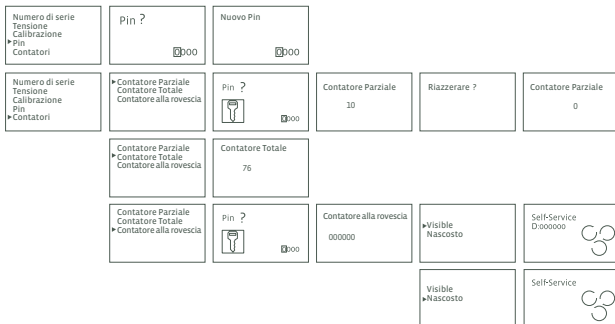 Numero di serie
Tensione
Calibrazione
▸Pin
Contatori
Pin ?
0000
Nuovo Pin
0000
Numero di serie
Tensione
Calibrazione
Pin
▸Contatori
▸Contatore Parziale
Contatore Totale
Contatore alla rovescia
Pin ?
0000
Contatore Parziale
10
Riazzerare ?
Contatore Parziale
0
Contatore Parziale
▸Contatore Totale
Contatore alla rovescia
Contatore Totale
76
Contatore Parziale
Contatore Totale
▸Contatore alla rovescia
Pin ?
0000
Contatore alla rovescia
000000
▸Visible
Nascosto
Self-Service
D:000000
Visible
▸Nascosto
Self-Service